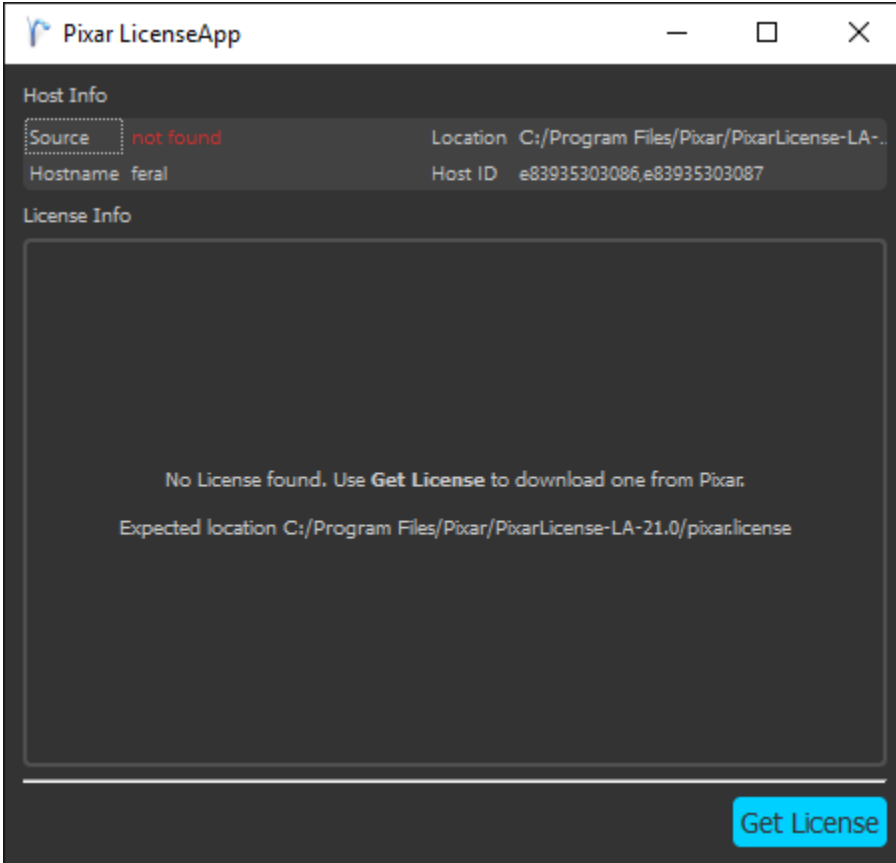 Pixar LicenseApp
Host Info
Source not found Location C:/Program Files/Pixar/PixarLicense-LA-..
Hostname feral Host ID e83935303086,e83935303087
License Info
No License found. Use Get License to download one from Pixar.
Expected location C:/Program Files/Pixar/PixarLicense-LA-21.0/pixar.license
Get License